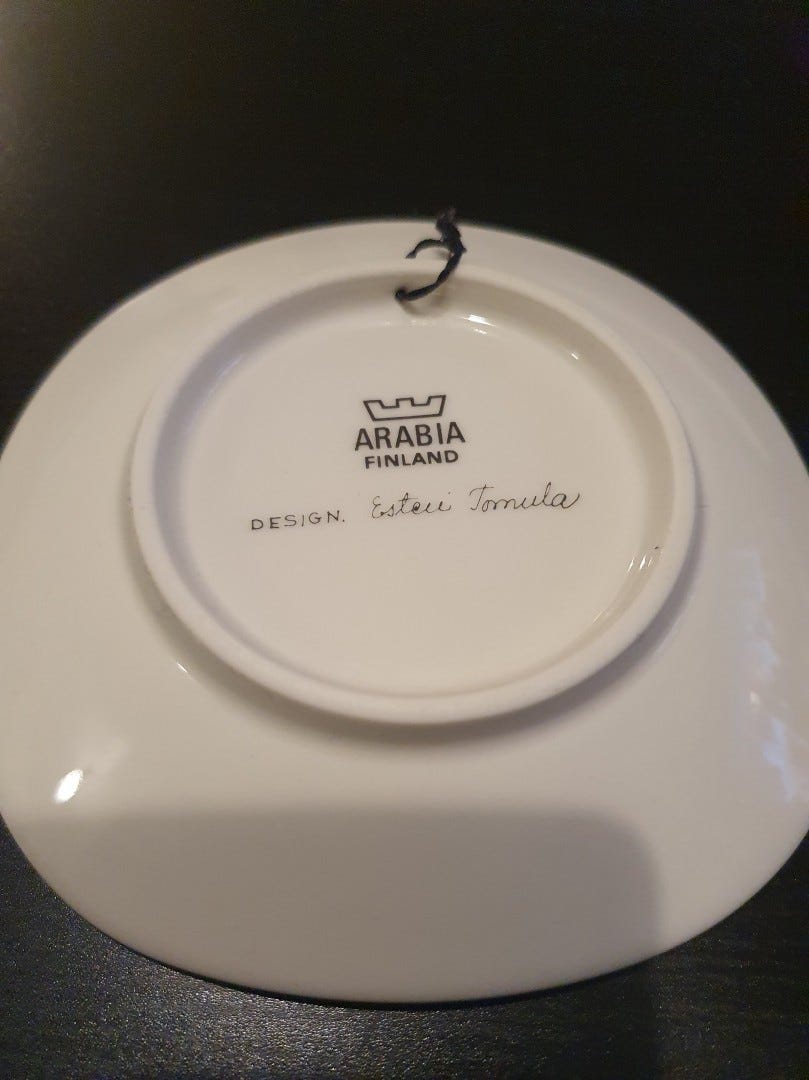 ARABIA
FINLAND
DESIGN. Esteri Tomula